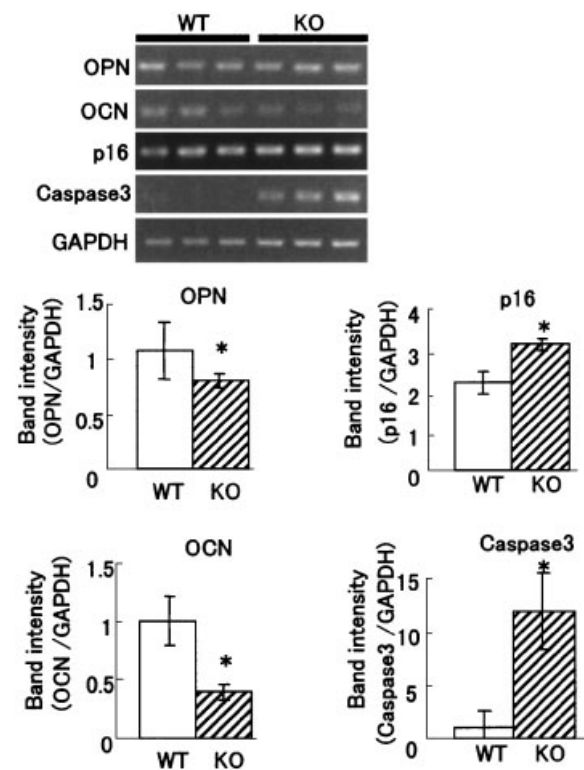 WT KO
OPN
OCN
p16
Caspase3
GAPDH
OPN
Band intensity
(OPN/GAPDH)
1.5
1
0.5
0
*
WT KO
p16
Band intensity
(p16 /GAPDH)
4
3
2
1
0
*
WT KO
OCN
Band intensity
(OCN /GAPDH)
1.5
1
0.5
0
*
WT KO
Caspase3
Band intensity
(Caspase3 /GAPDH)
15
10
5
0
*
WT KO